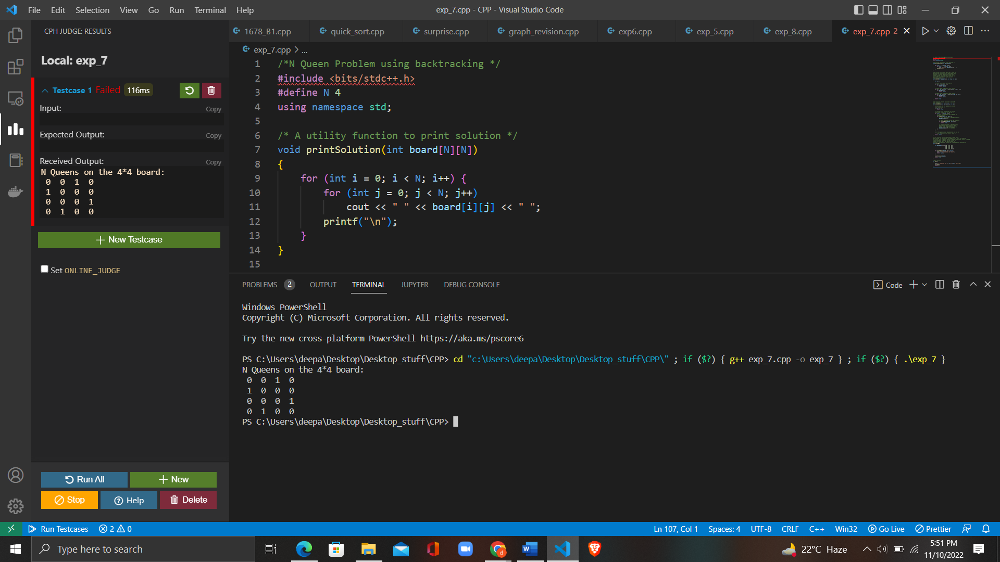 File Edit Selection View Go Run Terminal Help
exp_7.cpp - CPP - Visual Studio Code
CPH JUDGE: RESULTS
Local: exp_7
Testcase 1 Failed 116ms
Input:
Copy
Expected Output:
Copy
Received Output:
Copy
N Queens on the 4*4 board:
0 0 1 0
1 0 0 0
0 0 0 1
0 1 0 0
New Testcase
Set ONLINE_JUDGE
Run All
New
Stop
Help
Delete
1678_B1.cpp quick_sort.cpp surprise.cpp graph_revision.cpp exp6.cpp exp_5.cpp exp_8.cpp exp_7.cpp 2
exp_7.cpp > ...
1 /*N Queen Problem using backtracking */
2 #include <bits/stdc++.h>
3 #define N 4
4 using namespace std;
5
6 /* A utility function to print solution */
7 void printSolution(int board[N][N])
8 {
9 for (int i = 0; i < N; i++) {
10 for (int j = 0; j < N; j++)
11 cout << " " << board[i][j] << " ";
12 printf("\n");
13 }
14 }
15
PROBLEMS 2 OUTPUT TERMINAL JUPYTER DEBUG CONSOLE
Code
Windows PowerShell
Copyright (C) Microsoft Corporation. All rights reserved.
Try the new cross-platform PowerShell https://aka.ms/pscore6
PS C:\Users\deepa\Desktop\Desktop_stuff\CPP> cd "c:\Users\deepa\Desktop\Desktop_stuff\CPP\" ; if ($?) { g++ exp_7.cpp -o exp_7 } ; if ($?) { .\exp_7 }
N Queens on the 4*4 board:
0 0 1 0
1 0 0 0
0 0 0 1
0 1 0 0
PS C:\Users\deepa\Desktop\Desktop_stuff\CPP>
Run Testcases 2 0
Ln 107, Col 1 Spaces: 4 UTF-8 CRLF C++ Win32 Go Live Prettier
Type here to search
22°C Haze
5:51 PM
11/10/2022